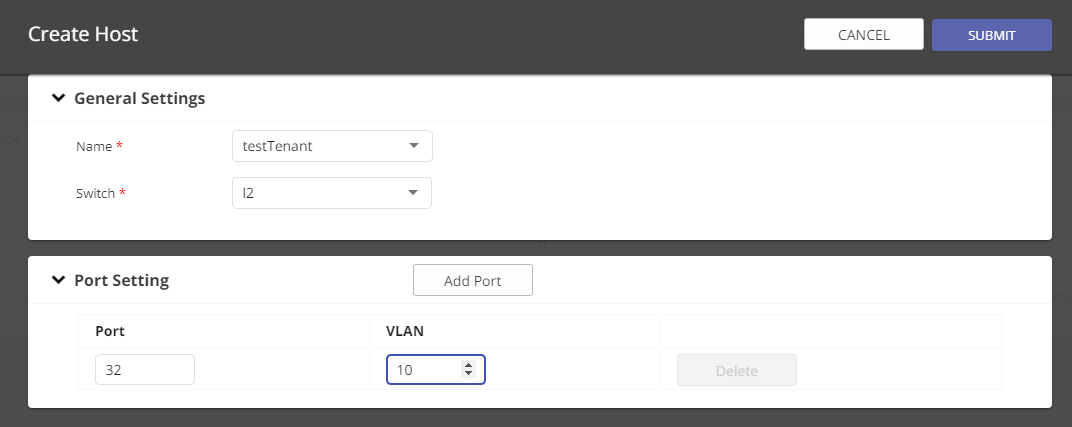 Create Host
CANCEL
SUBMIT
General Settings
Name *
testTenant
Switch *
l2
Port Setting
Add Port
Port
VLAN
32
10
Delete